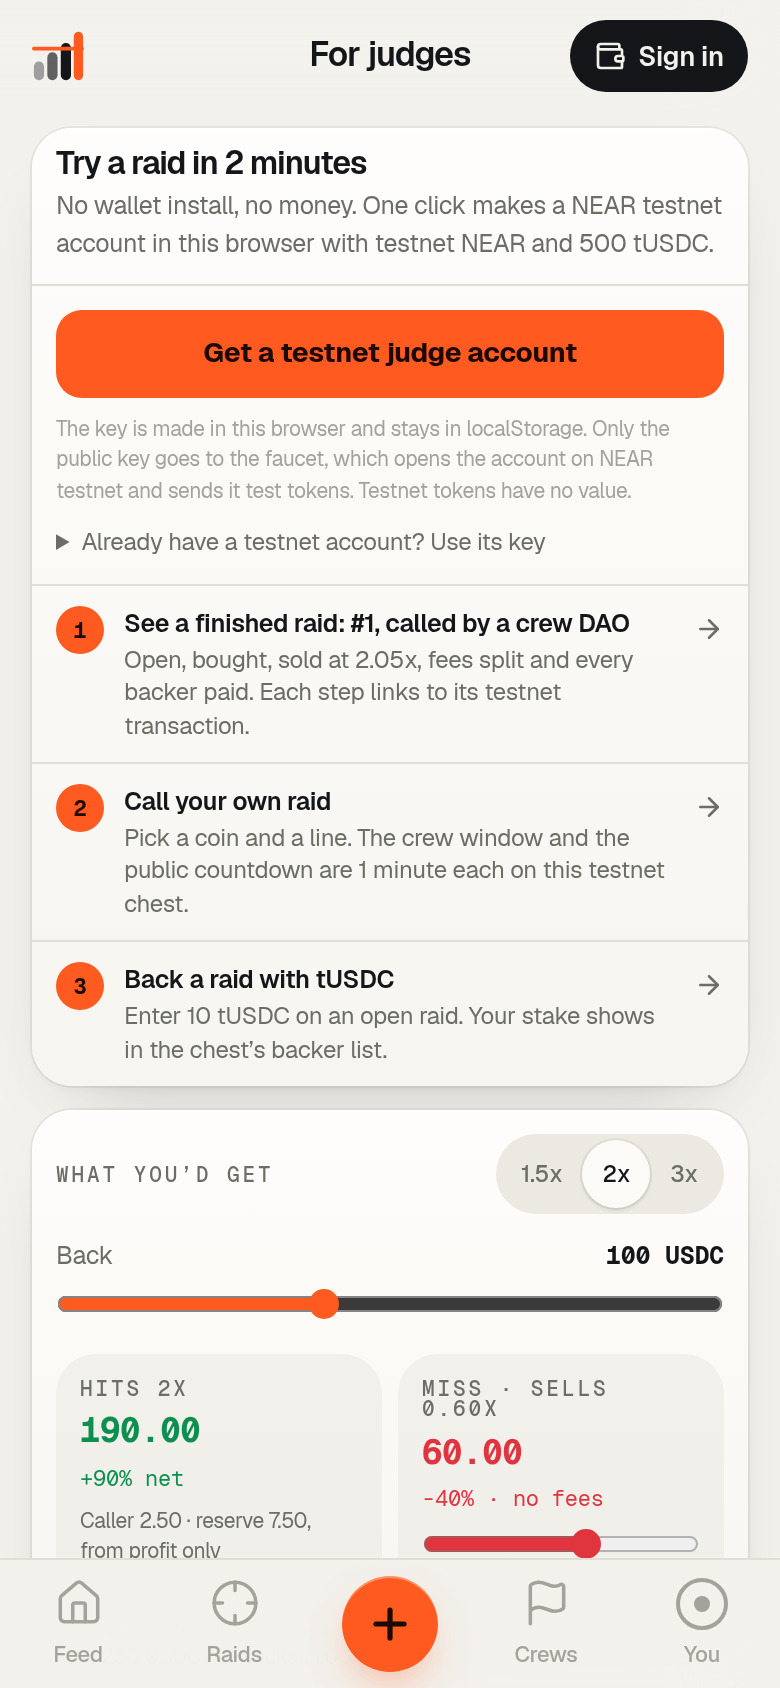 For judges
Sign in
Try a raid in 2 minutes
No wallet install, no money. One click makes a NEAR testnet
account in this browser with testnet NEAR and 500 tUSDC.
Get a testnet judge account
The key is made in this browser and stays in localStorage. Only the
public key goes to the faucet, which opens the account on NEAR
testnet and sends it test tokens. Testnet tokens have no value.
Already have a testnet account? Use its key
1
See a finished raid: #1, called by a crew DAO
Open, bought, sold at 2.05x, fees split and every
backer paid. Each step links to its testnet
transaction.
2
Call your own raid
Pick a coin and a line. The crew window and the
public countdown are 1 minute each on this testnet
chest.
3
Back a raid with tUSDC
Enter 10 tUSDC on an open raid. Your stake shows
in the chest’s backer list.
WHAT YOU’D GET
1.5x
2x
3x
Back
100 USDC
HITS 2X
190.00
+90% net
Caller 2.50 · reserve 7.50,
from profit only
MISS · SELLS
0.60X
60.00
-40% · no fees
Feed
Raids
Crews
You